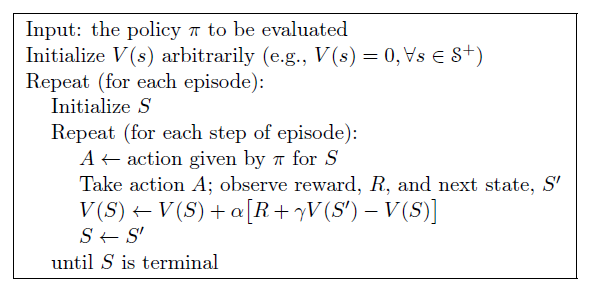 Input: the policy π to be evaluated
Initialize V(s) arbitrarily (e.g., V(s) = 0, ∀s ∈ 𝒮⁺)
Repeat (for each episode):
Initialize S
Repeat (for each step of episode):
A ← action given by π for S
Take action A; observe reward, R, and next state, S′
V(S) ← V(S) + α[R + γV(S′) − V(S)]
S ← S′
until S is terminal